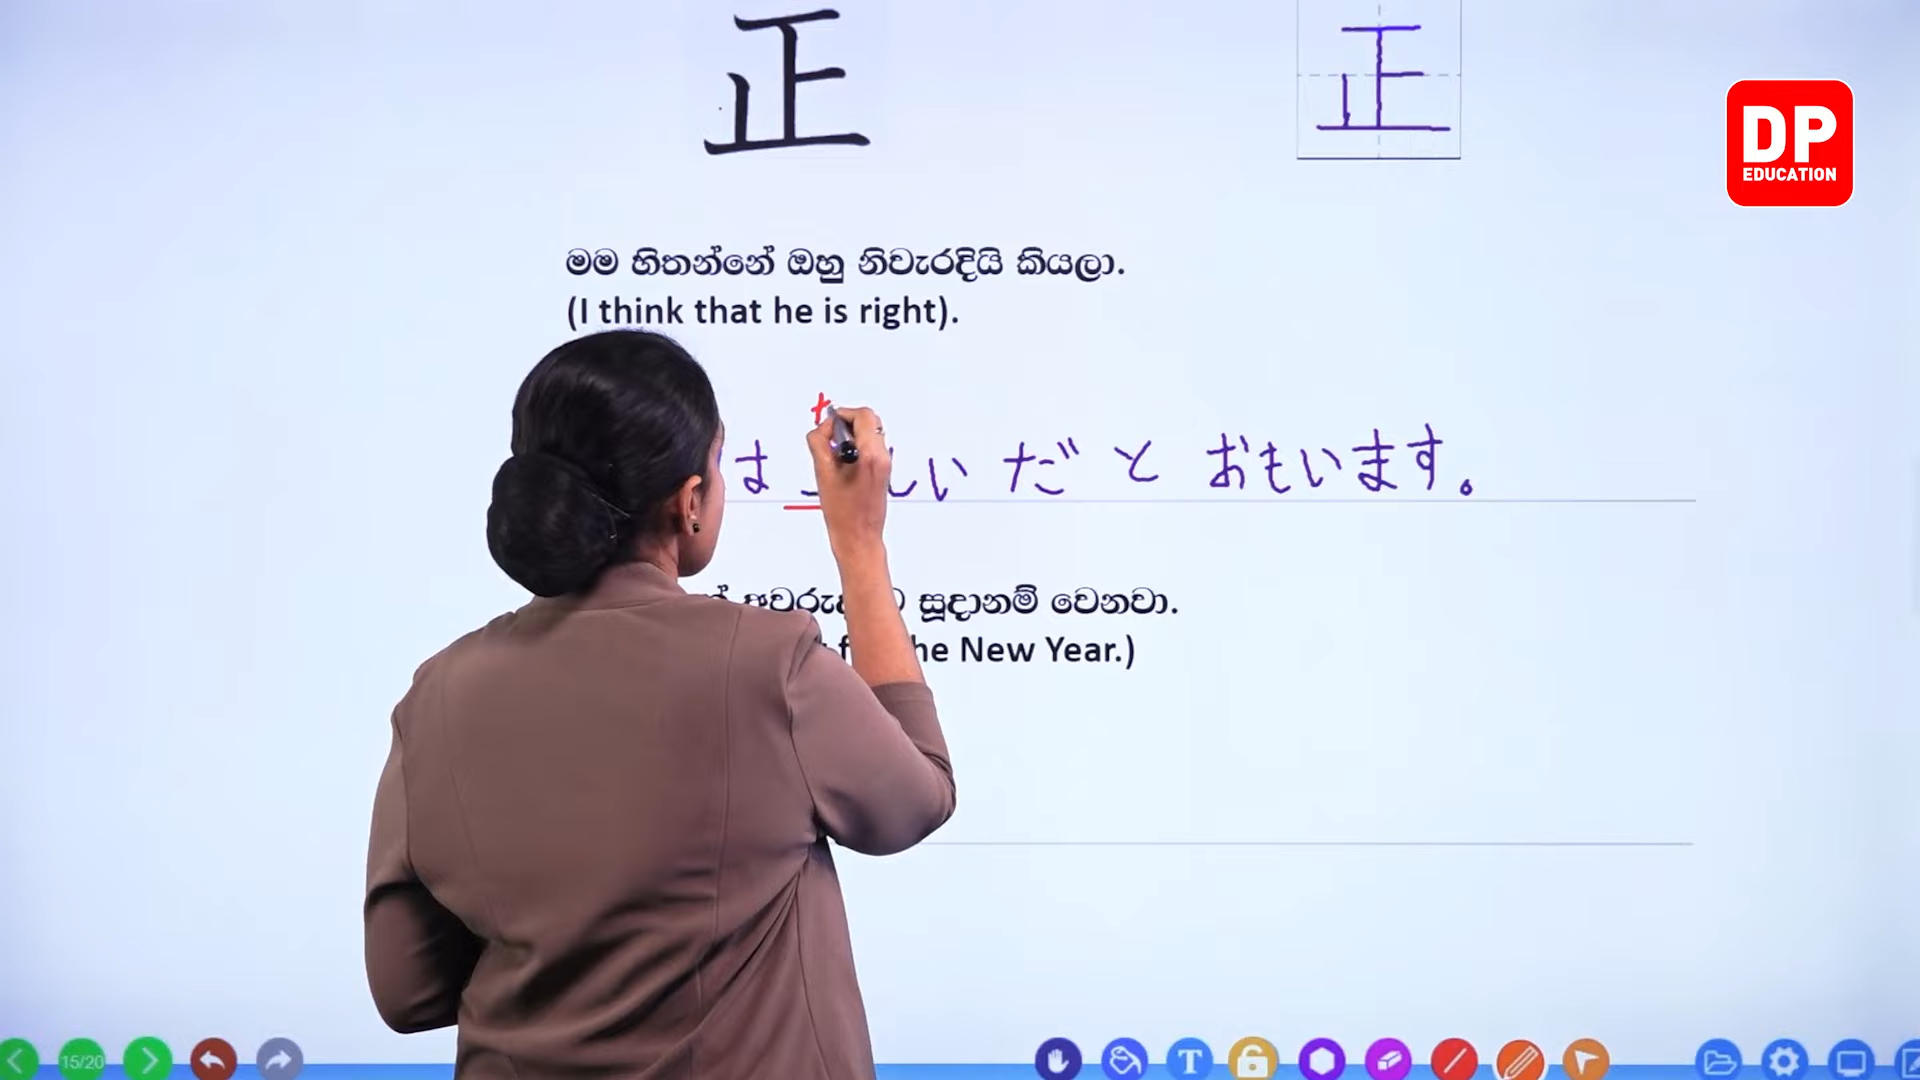 正
正
DP
EDUCATION
මම හිතන්නේ ඔහු නිවැරදියි කියලා.
(I think that he is right).
は しい だ と おもいます。
සූදානම් වෙනවා.
the New Year.)
15/20
T